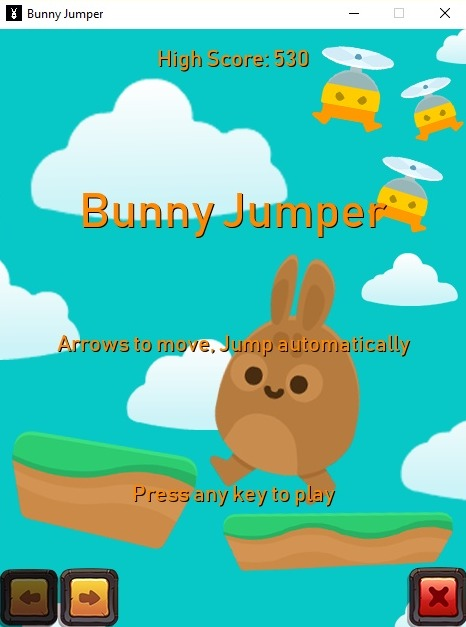 Bunny Jumper
High Score: 530
Bunny Jumper
Arrows to move, Jump automatically
Press any key to play